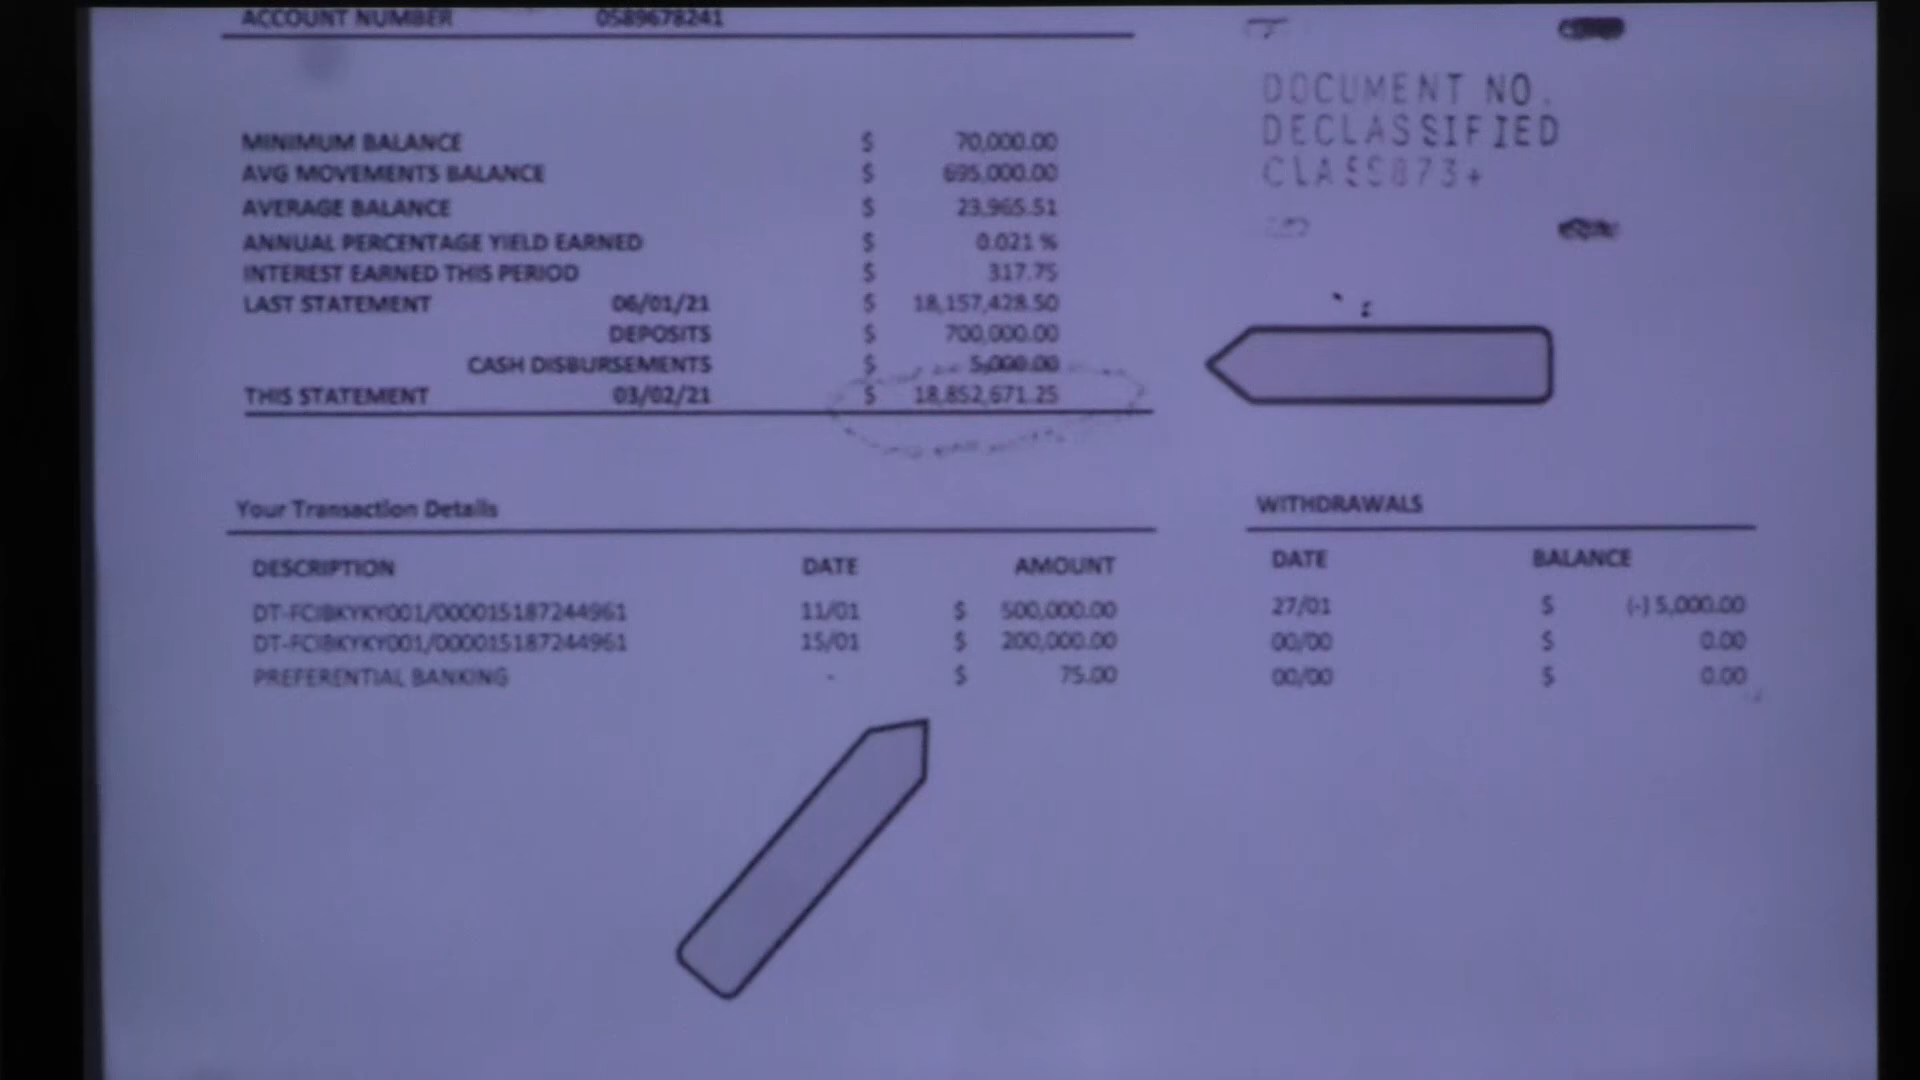 ACCOUNT NUMBER 0589678241
DOCUMENT NO.
DECLASSIFIED
CLASS873+
MINIMUM BALANCE $ 70,000.00
AVG MOVEMENTS BALANCE $ 695,000.00
AVERAGE BALANCE $ 23,965.51
ANNUAL PERCENTAGE YIELD EARNED $ 0.021 %
INTEREST EARNED THIS PERIOD $ 317.75
LAST STATEMENT 06/01/21 $ 18,157,428.50
DEPOSITS $ 700,000.00
CASH DISBURSEMENTS $ 5,000.00
THIS STATEMENT 03/02/21 $ 18,852,671.25
Your Transaction Details
DESCRIPTION DATE AMOUNT
DT-FCIBKYKY001/000015187244961 11/01 $ 500,000.00
DT-FCIBKYKY001/000015187244961 15/01 $ 200,000.00
PREFERENTIAL BANKING - $ 75.00
WITHDRAWALS
DATE BALANCE
27/01 $ (-) 5,000.00
00/00 $ 0.00
00/00 $ 0.00